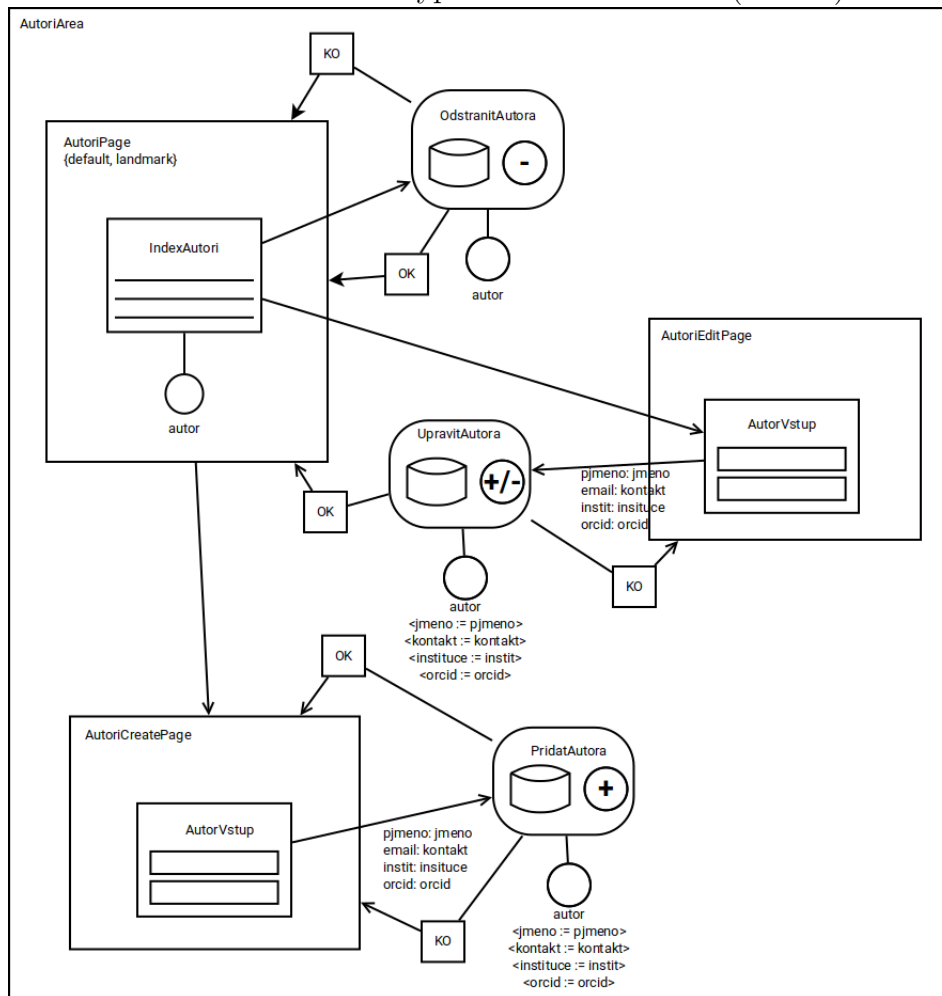 AutoriArea
KO
OdstranitAutora
-
AutoriPage
{default, landmark}
IndexAutori
OK
autor
autor
AutoriEditPage
AutorVstup
UpravitAutora
+/-
pjmeno: jmeno
email: kontakt
instit: insituce
orcid: orcid
OK
KO
autor
<jmeno := pjmeno>
<kontakt := kontakt>
<instituce := instit>
<orcid := orcid>
OK
AutoriCreatePage
PridatAutora
+
AutorVstup
pjmeno: jmeno
email: kontakt
instit: insituce
orcid: orcid
KO
autor
<jmeno := pjmeno>
<kontakt := kontakt>
<instituce := instit>
<orcid := orcid>